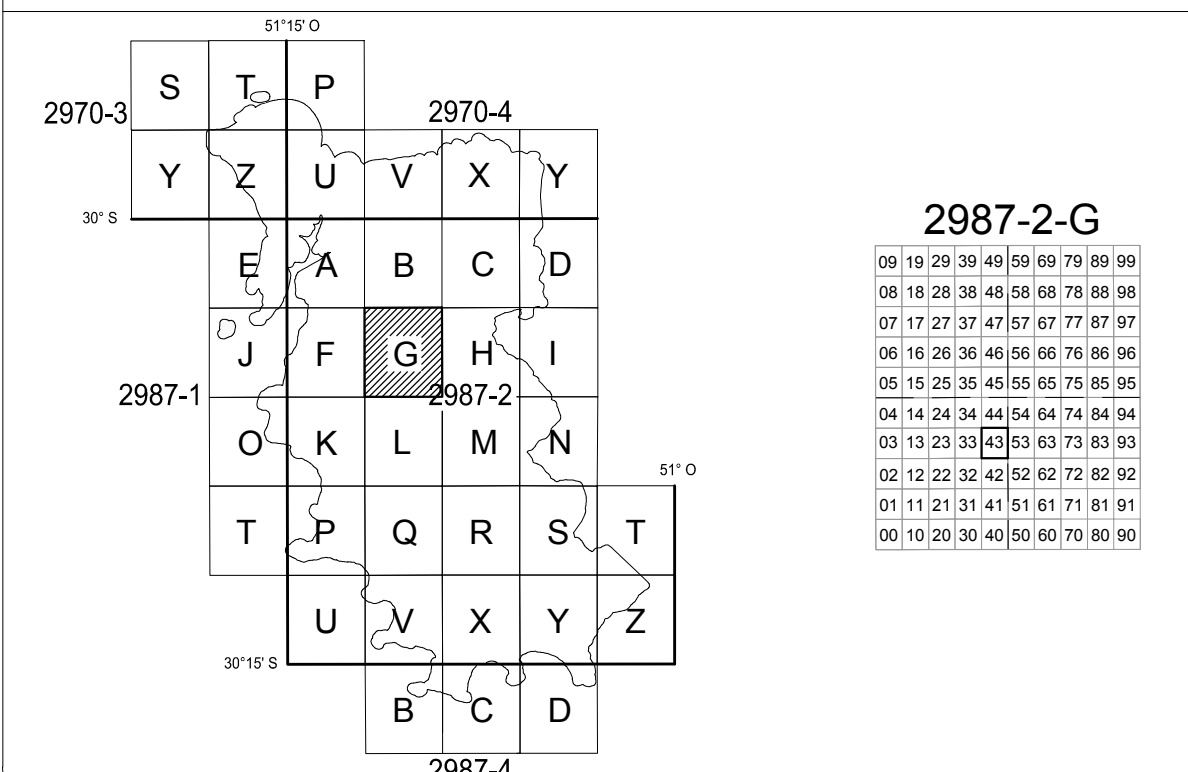 51°15' O
S T P
2970-3 2970-4
Y Z U V X Y
30° S
E A B C D
J F G H I
2987-1 2987-2
O K L M N
51° O
T P Q R S T
U V X Y Z
30°15' S
B C D
2987-4
2987-2-G
09 19 29 39 49 59 69 79 89 99
08 18 28 38 48 58 68 78 88 98
07 17 27 37 47 57 67 77 87 97
06 16 26 36 46 56 66 76 86 96
05 15 25 35 45 55 65 75 85 95
04 14 24 34 44 54 64 74 84 94
03 13 23 33 43 53 63 73 83 93
02 12 22 32 42 52 62 72 82 92
01 11 21 31 41 51 61 71 81 91
00 10 20 30 40 50 60 70 80 90